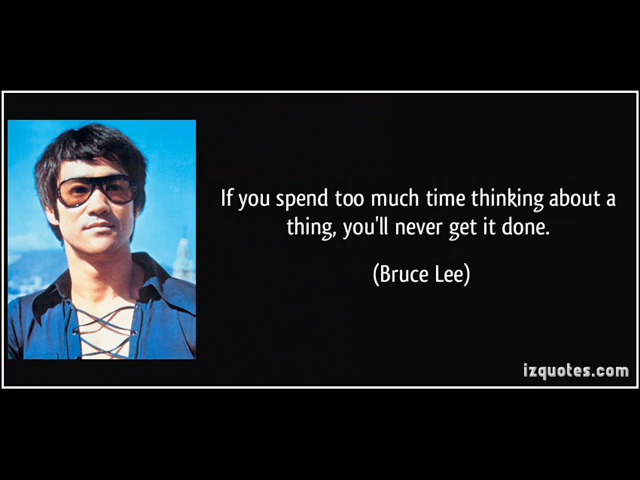 If you spend too much time thinking about a
thing, you'll never get it done.
(Bruce Lee)
izquotes.com